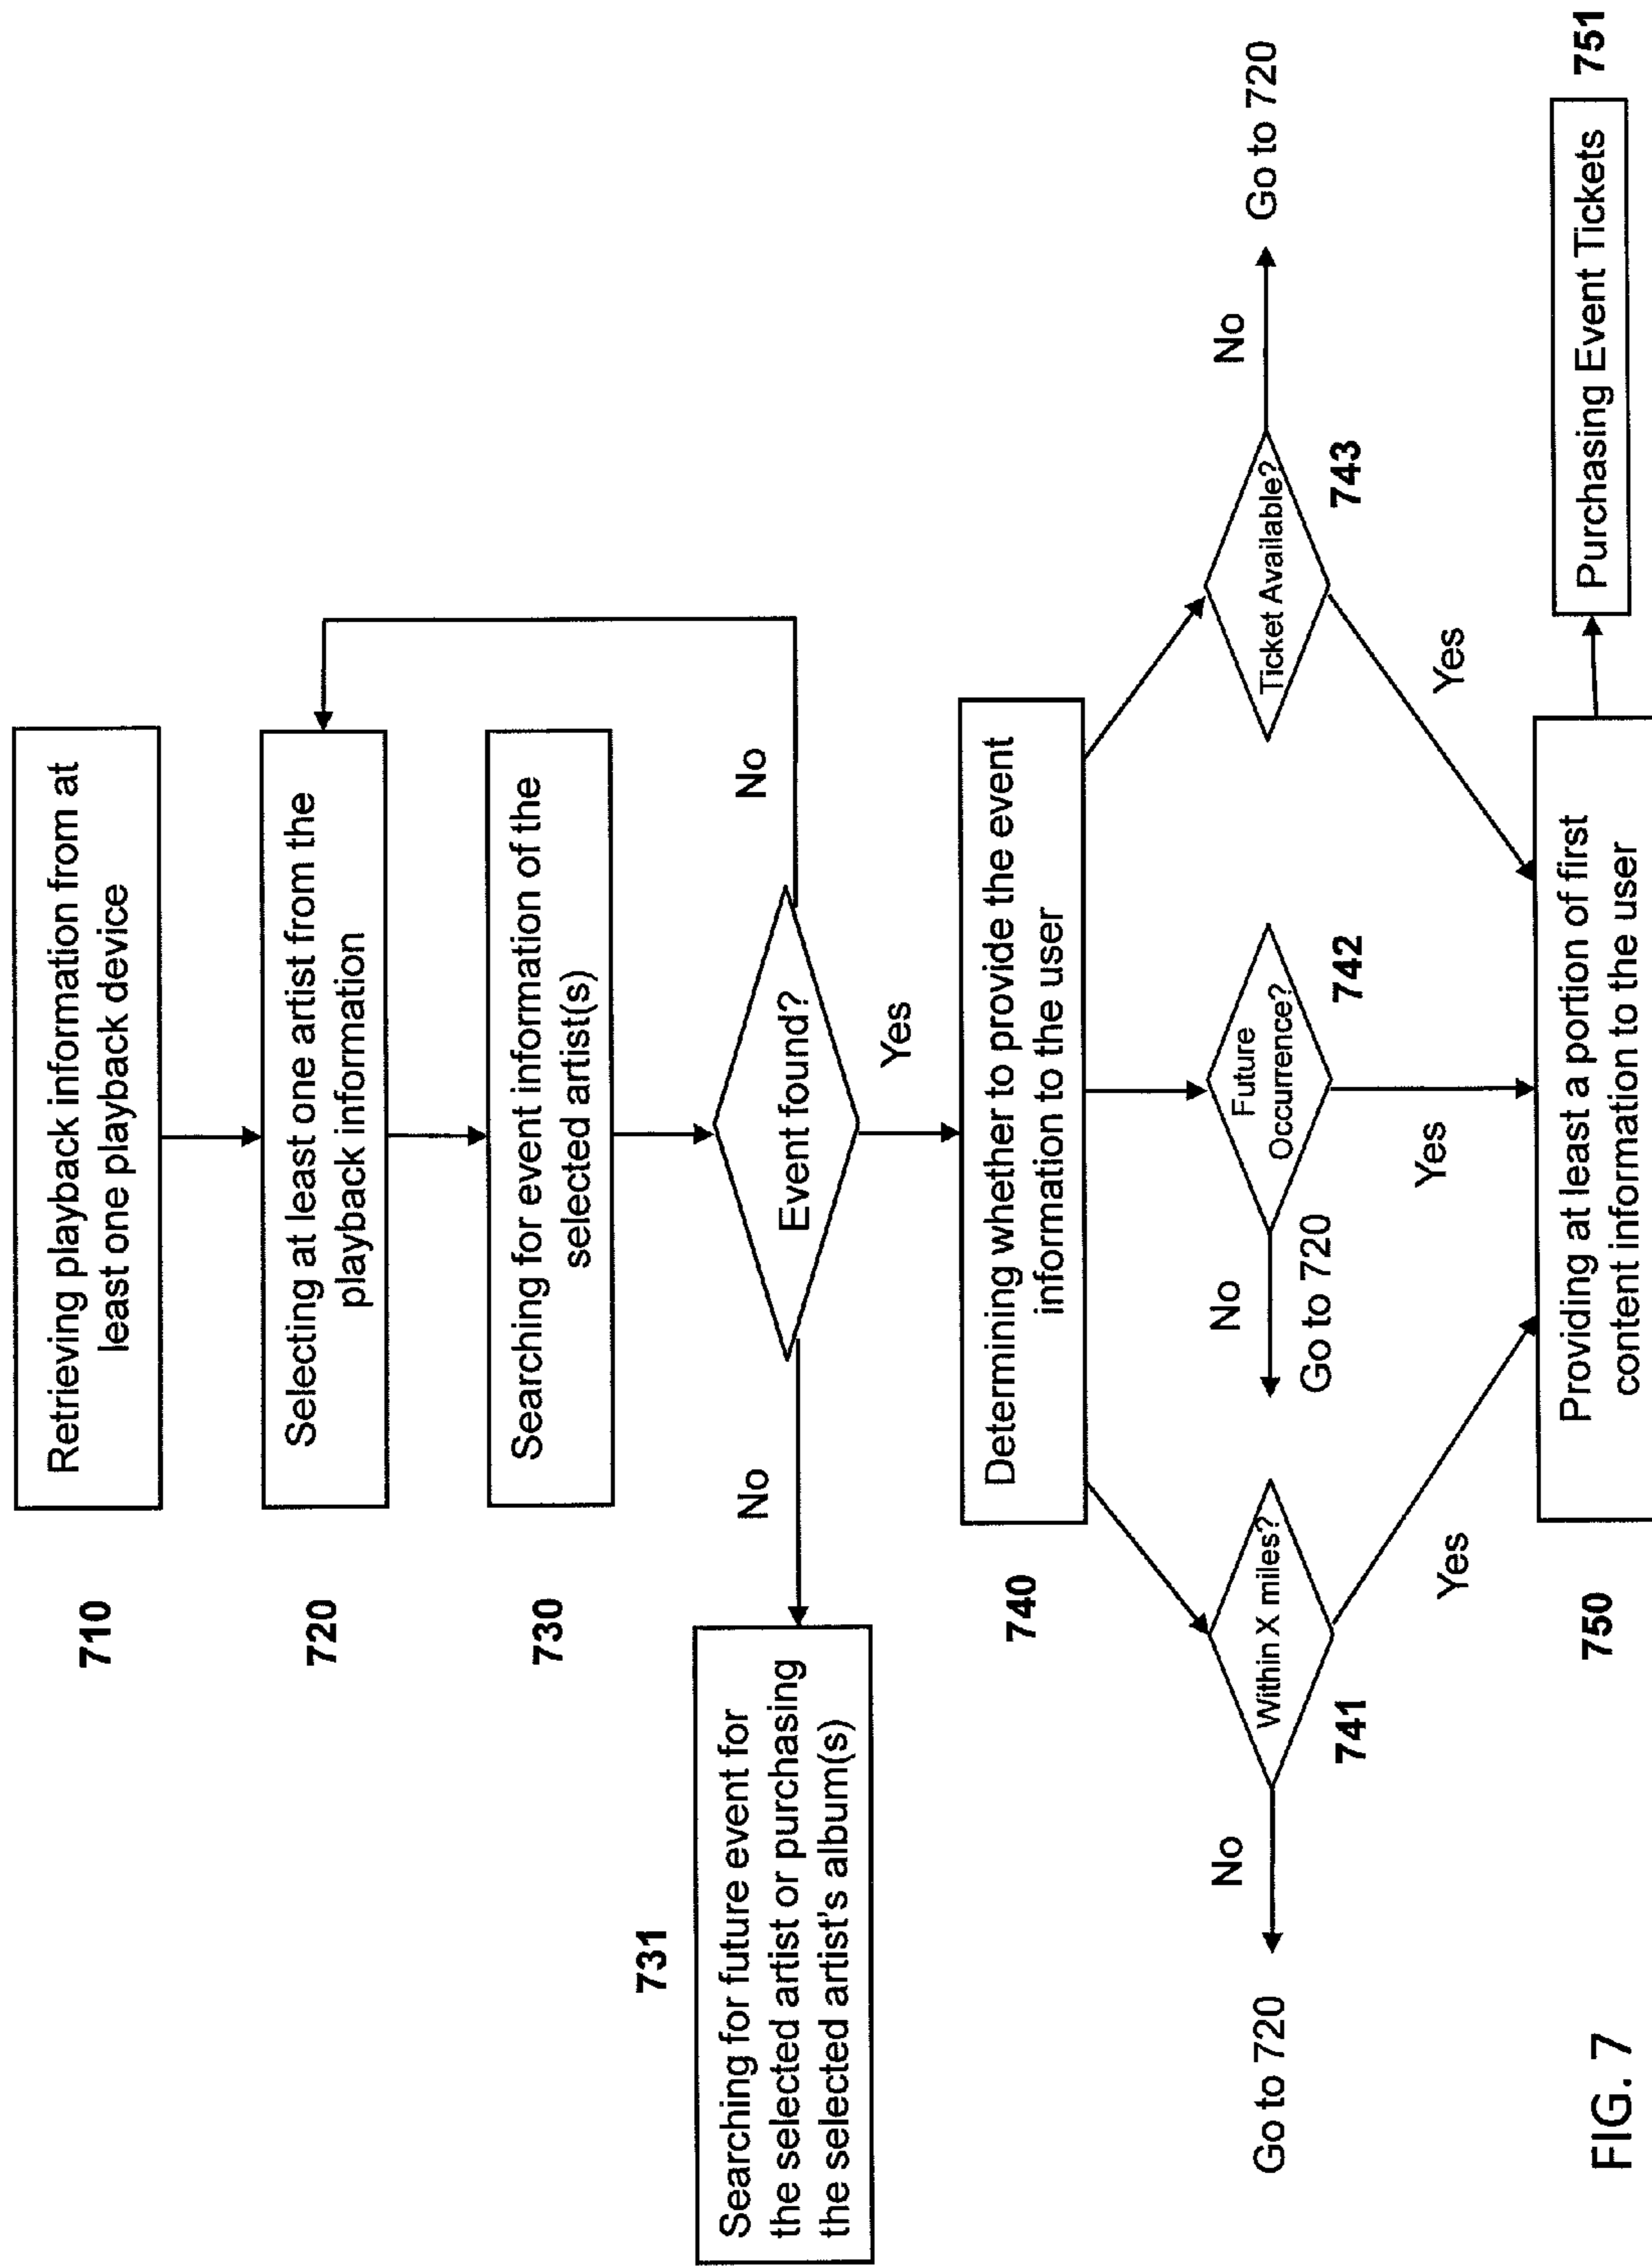 710
Retrieving playback information from at
least one playback device
720
Selecting at least one artist from the
playback information
730
Searching for event information of the
selected artist(s)
Event found?
No
No
Yes
731
Searching for future event for
the selected artist or purchasing
the selected artist's album(s)
740
Determining whether to provide the event
information to the user
Within X miles?
741
No
Go to 720
Yes
Future
Occurrence?
742
No
Go to 720
Yes
Ticket Available?
743
No
Go to 720
Yes
750
Providing at least a portion of first
content information to the user
Purchasing Event Tickets
751
FIG. 7